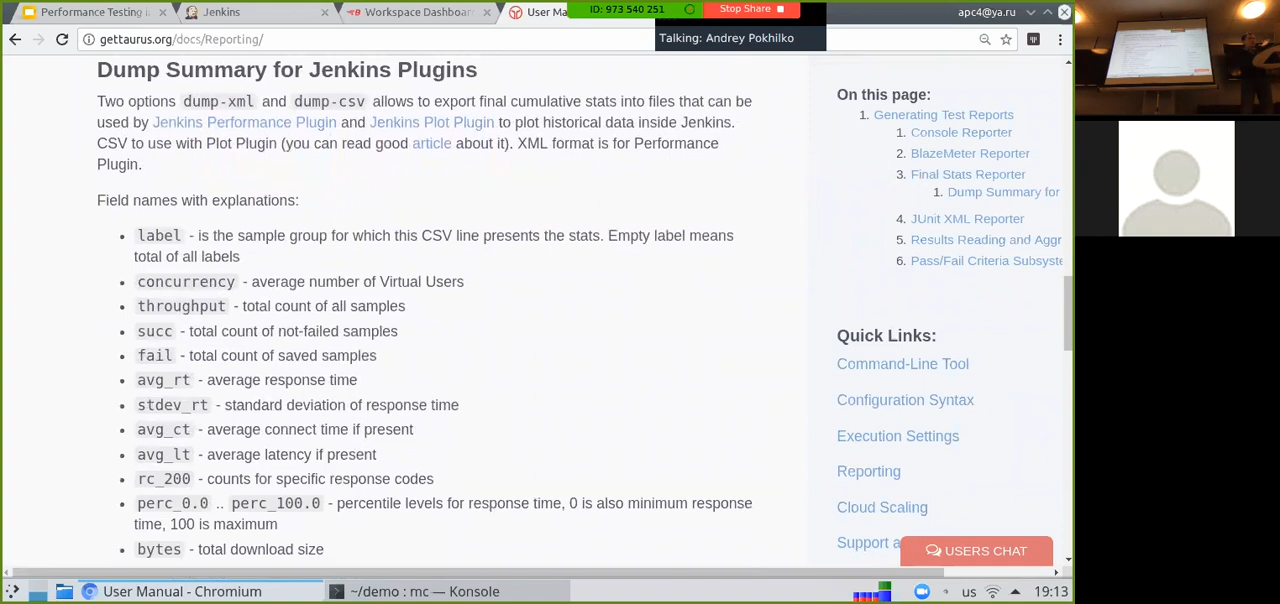 Performance Testing in
Jenkins
Workspace Dashboar
User Ma
ID: 973 540 251
Stop Share
apc4@ya.ru
gettaurus.org/docs/Reporting/
Talking: Andrey Pokhilko
Dump Summary for Jenkins Plugins
Two options dump-xml and dump-csv allows to export final cumulative stats into files that can be
used by Jenkins Performance Plugin and Jenkins Plot Plugin to plot historical data inside Jenkins.
CSV to use with Plot Plugin (you can read good article about it). XML format is for Performance
Plugin.
Field names with explanations:
label - is the sample group for which this CSV line presents the stats. Empty label means
total of all labels
concurrency - average number of Virtual Users
throughput - total count of all samples
succ - total count of not-failed samples
fail - total count of saved samples
avg_rt - average response time
stdev_rt - standard deviation of response time
avg_ct - average connect time if present
avg_lt - average latency if present
rc_200 - counts for specific response codes
perc_0.0 .. perc_100.0 - percentile levels for response time, 0 is also minimum response
time, 100 is maximum
bytes - total download size
On this page:
1. Generating Test Reports
1. Console Reporter
2. BlazeMeter Reporter
3. Final Stats Reporter
1. Dump Summary for
4. JUnit XML Reporter
5. Results Reading and Aggr
6. Pass/Fail Criteria Subsyste
Quick Links:
Command-Line Tool
Configuration Syntax
Execution Settings
Reporting
Cloud Scaling
Support a
USERS CHAT
User Manual - Chromium
~/demo : mc — Konsole
us
19:13